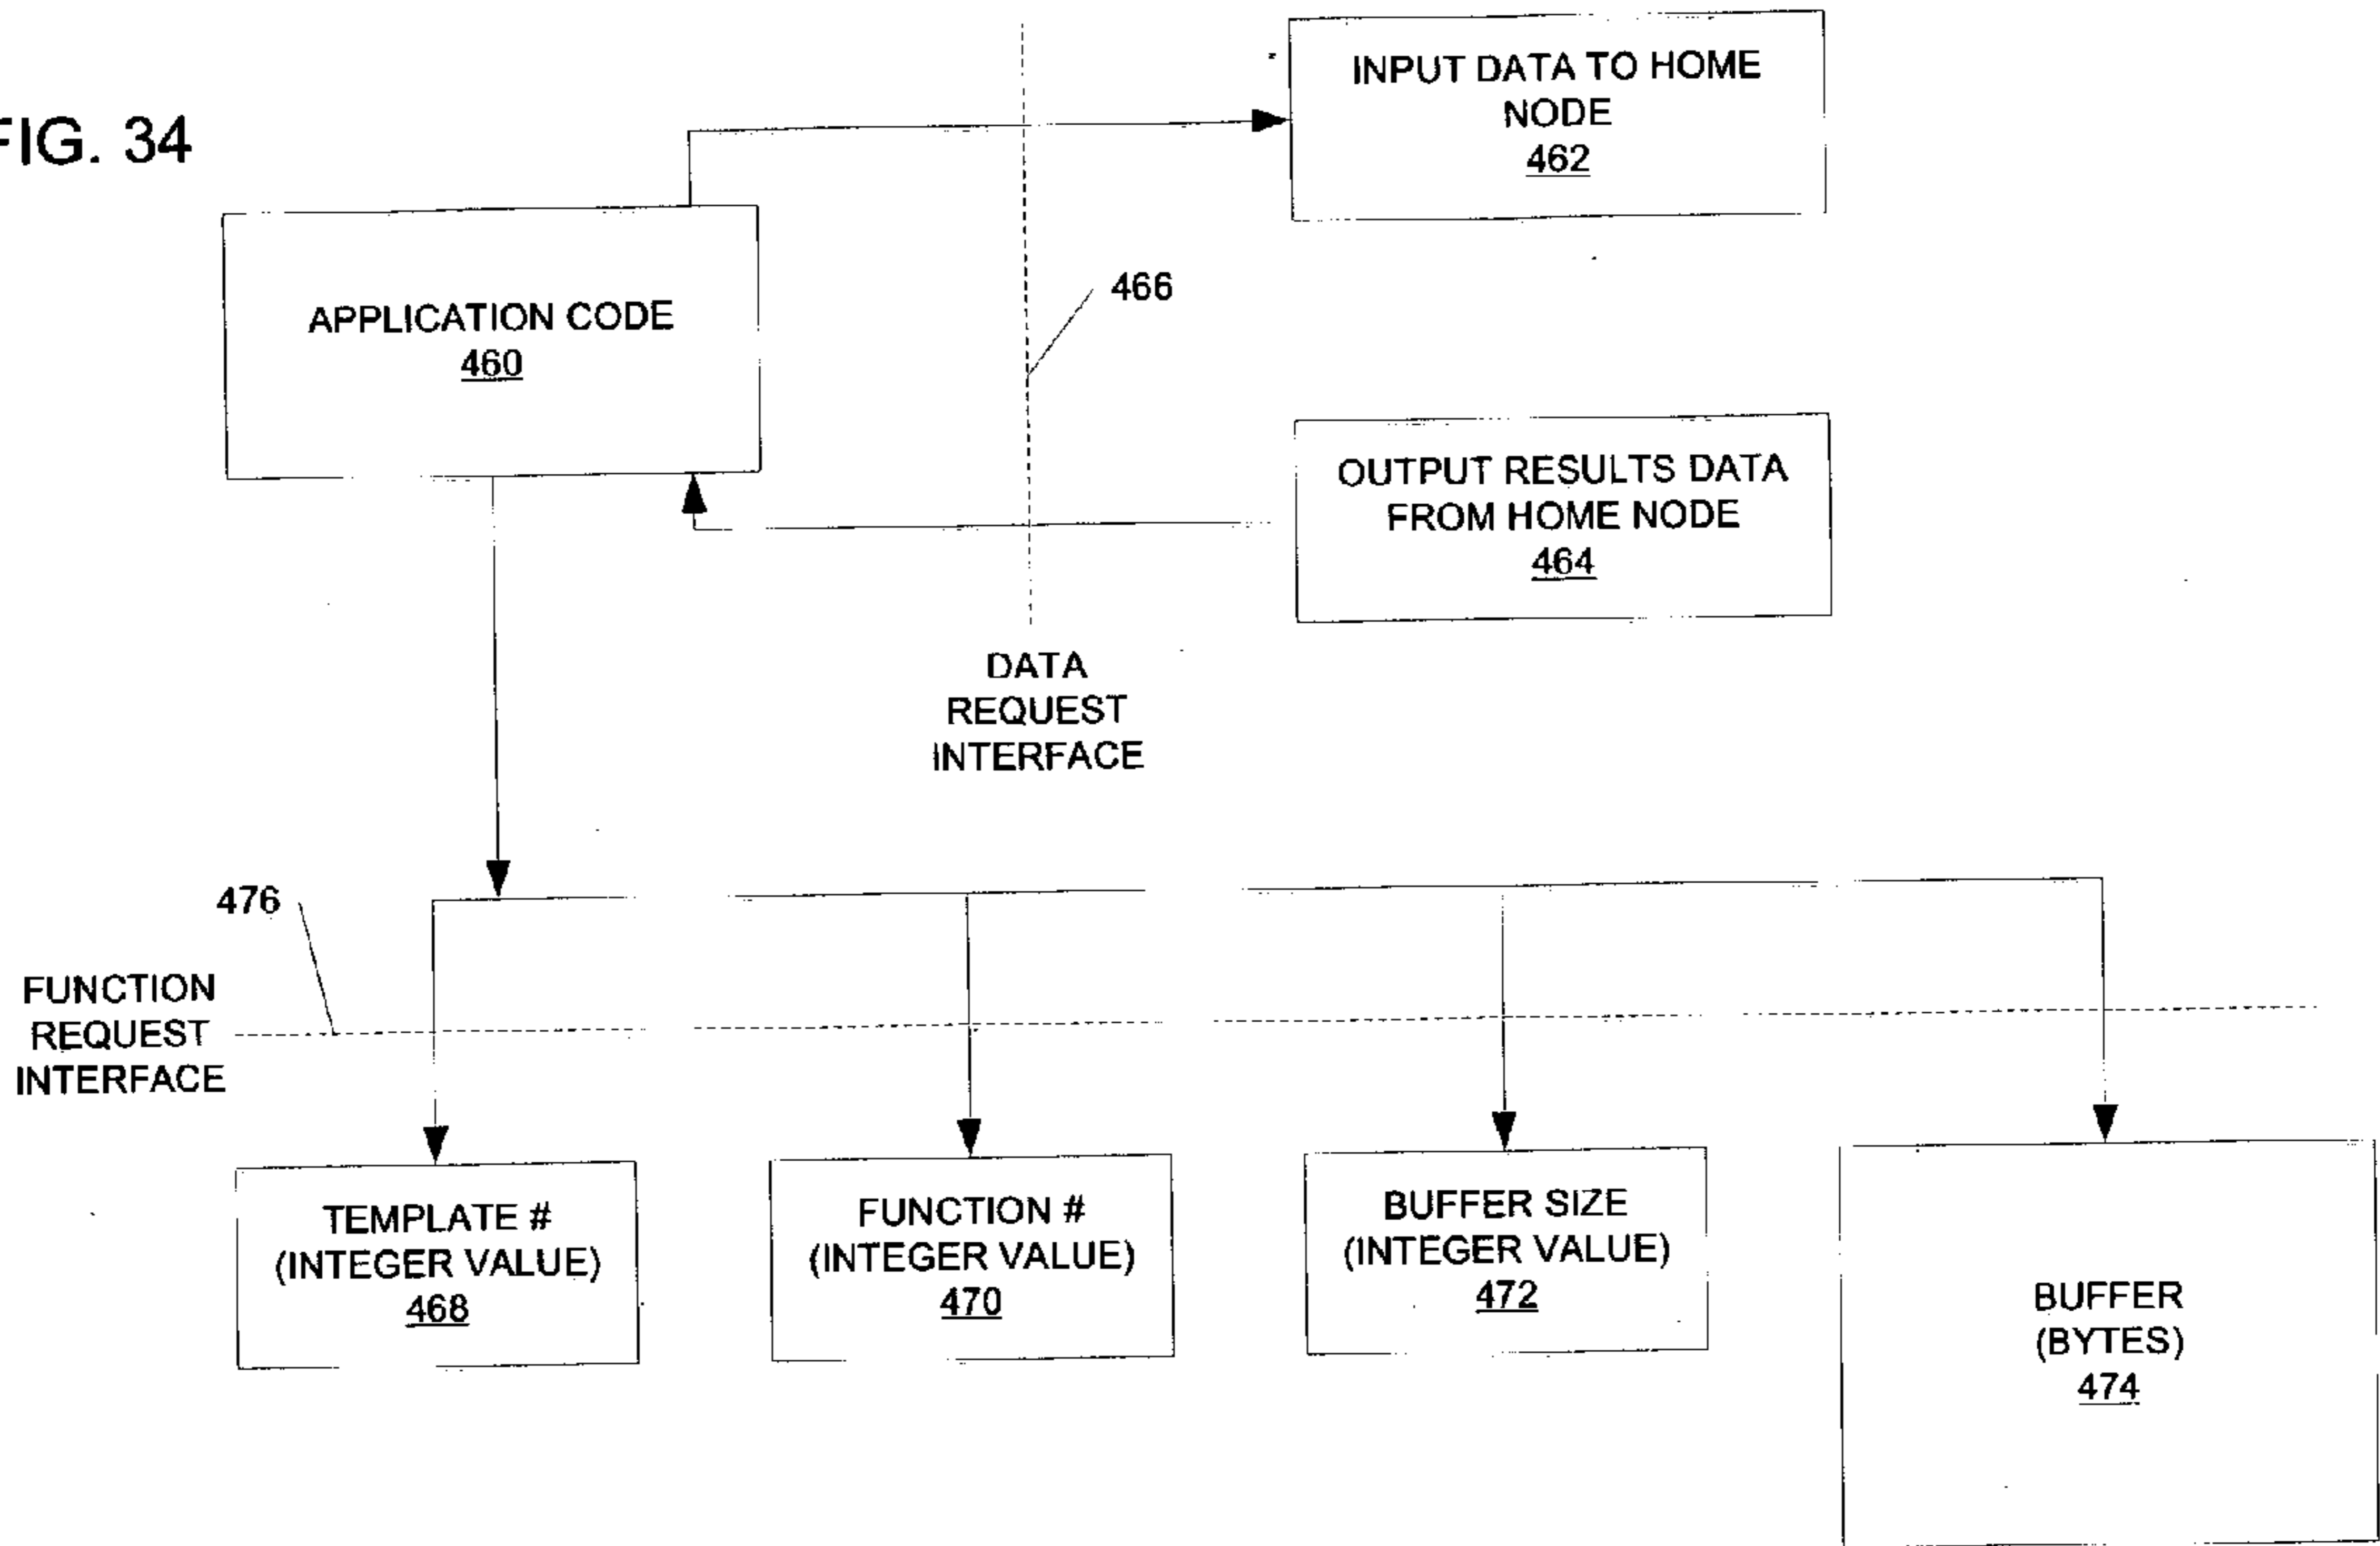 FIG. 34
INPUT DATA TO HOME
NODE
462
APPLICATION CODE
460
466
OUTPUT RESULTS DATA
FROM HOME NODE
464
DATA
REQUEST
INTERFACE
476
FUNCTION
REQUEST
INTERFACE
TEMPLATE #
(INTEGER VALUE)
468
FUNCTION #
(INTEGER VALUE)
470
BUFFER SIZE
(INTEGER VALUE)
472
BUFFER
(BYTES)
474